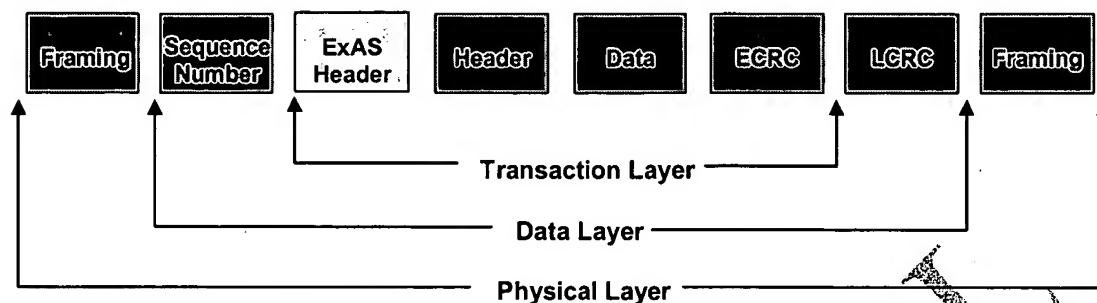 Framing
Sequence
Number
ExAS
Header
Header
Data
ECRC
LCRC
Framing
Transaction Layer
Data Layer
Physical Layer